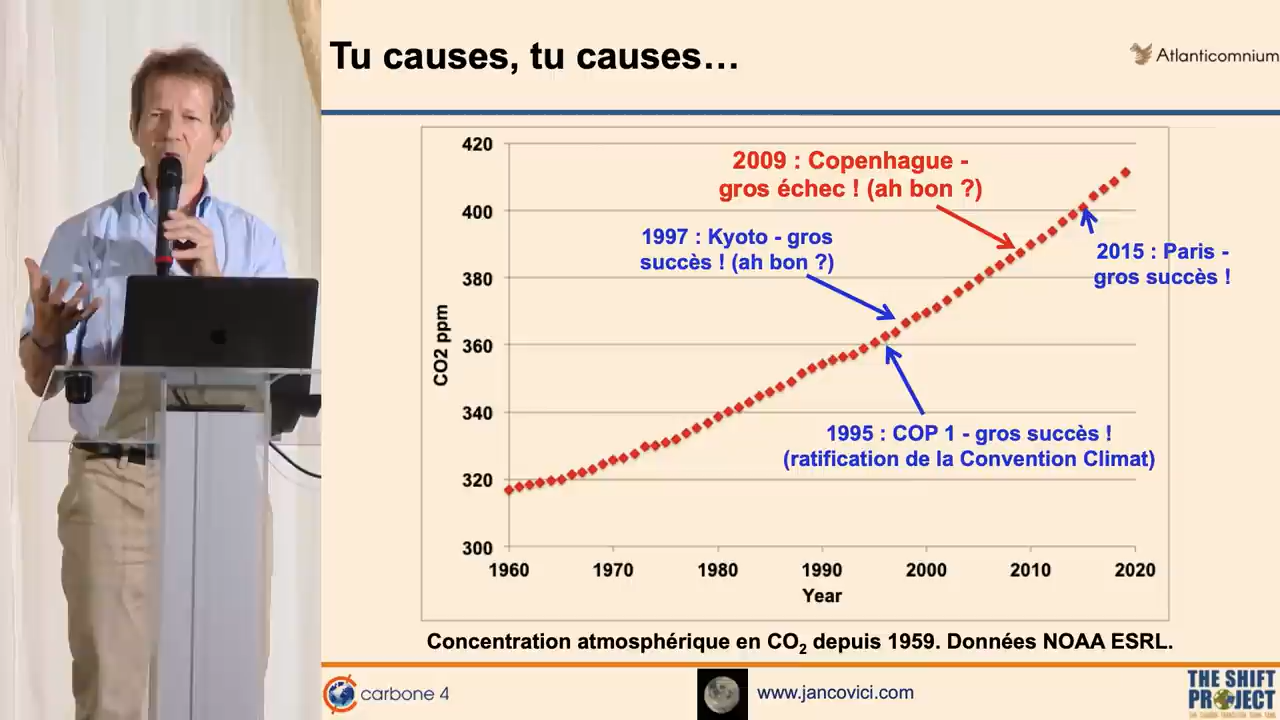 Tu causes, tu causes…
Atlanticomnium
420
400
380
360
340
320
300
CO2 ppm
2009 : Copenhague -
gros échec ! (ah bon ?)
1997 : Kyoto - gros
succès ! (ah bon ?)
2015 : Paris -
gros succès !
1995 : COP 1 - gros succès !
(ratification de la Convention Climat)
1960 1970 1980 1990 2000 2010 2020
Year
Concentration atmosphérique en CO₂ depuis 1959. Données NOAA ESRL.
carbone 4
www.jancovici.com
THE SHIFT
PROJECT